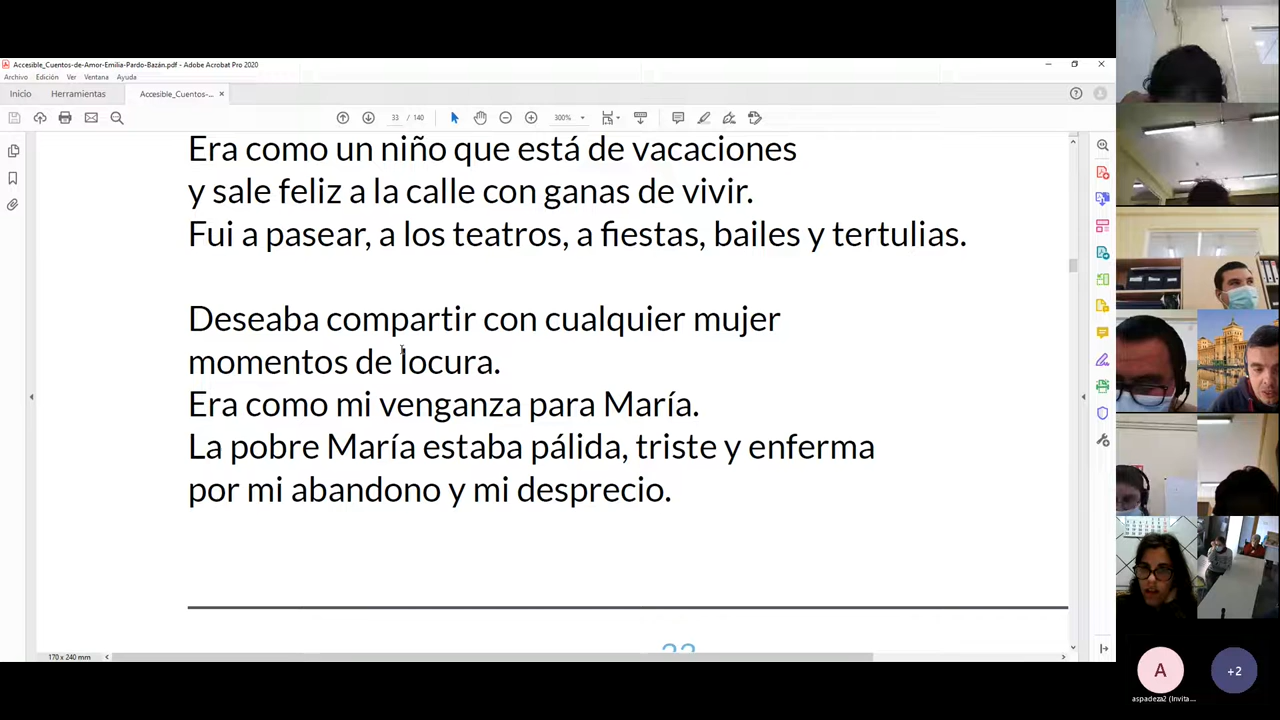 Accesible_Cuentos-de-Amor-Emilia-Pardo-Bazán.pdf - Adobe Acrobat Pro 2020
Archivo Edición Ver Ventana Ayuda
Inicio Herramientas Accesible_Cuentos-...
33 / 140 300%
Era como un niño que está de vacaciones
y sale feliz a la calle con ganas de vivir.
Fui a pasear, a los teatros, a fiestas, bailes y tertulias.
Deseaba compartir con cualquier mujer
momentos de locura.
Era como mi venganza para María.
La pobre María estaba pálida, triste y enferma
por mi abandono y mi desprecio.
33
170 x 240 mm
A
+2
aspadeza2 (Invita...